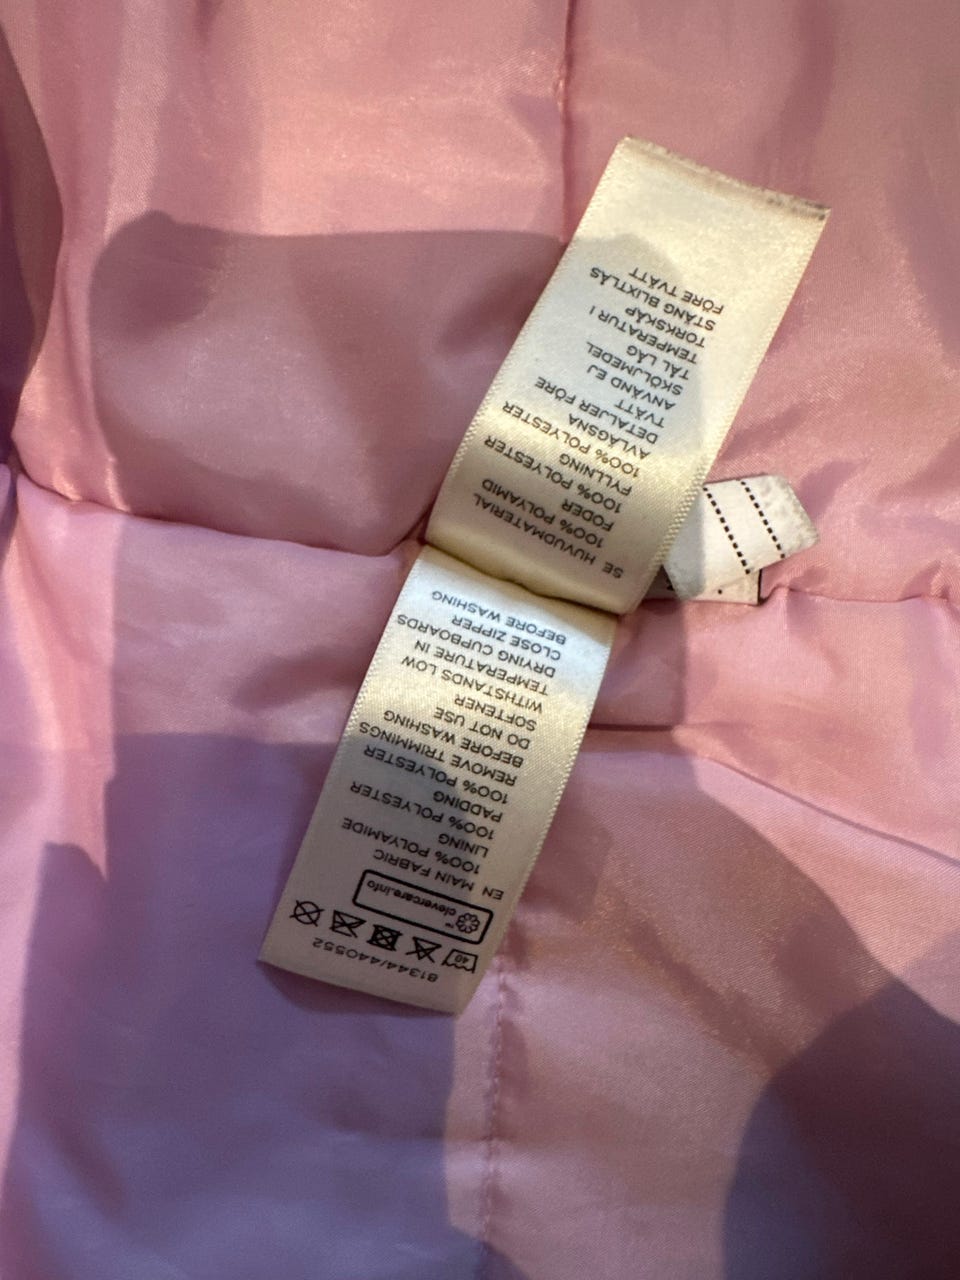 81344/440552
40
clevercare.info
EN MAIN FABRIC
100% POLYAMIDE
LINING
100% POLYESTER
PADDING
100% POLYESTER
REMOVE TRIMMINGS
BEFORE WASHING
DO NOT USE
SOFTENER
WITHSTANDS LOW
TEMPERATURE IN
DRYING CUPBOARDS
CLOSE ZIPPER
BEFORE WASHING
SE HUVUDMATERIAL
100% POLYAMID
FODER
100% POLYESTER
FYLLNING
100% POLYESTER
AVLÄGSNA
DETALJER FÖRE
TVÄTT
ANVÄND EJ
SKÖLJMEDEL
TÅL LÅG
TEMPERATUR I
TORKSKÅP
STÄNG BLIXTLÅS
FÖRE TVÄTT